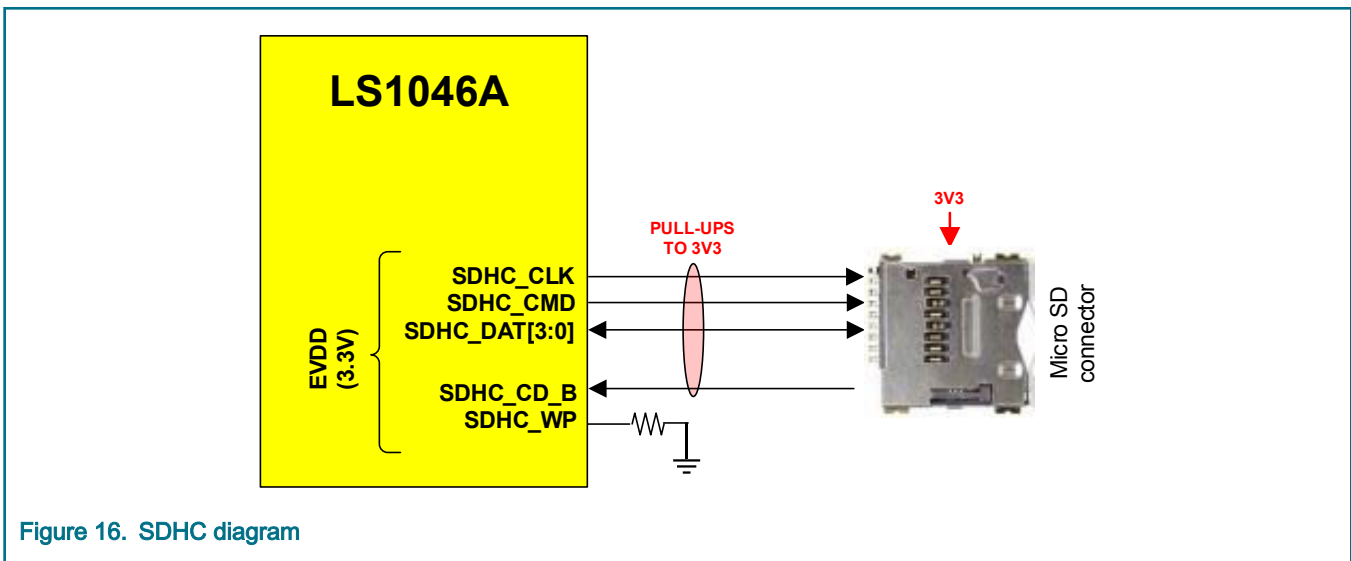 LS1046A
3V3
PULL-UPS
TO 3V3
EVDD
(3.3V)
SDHC_CLK
SDHC_CMD
SDHC_DAT[3:0]
SDHC_CD_B
SDHC_WP
Micro SD
connector
Figure 16. SDHC diagram